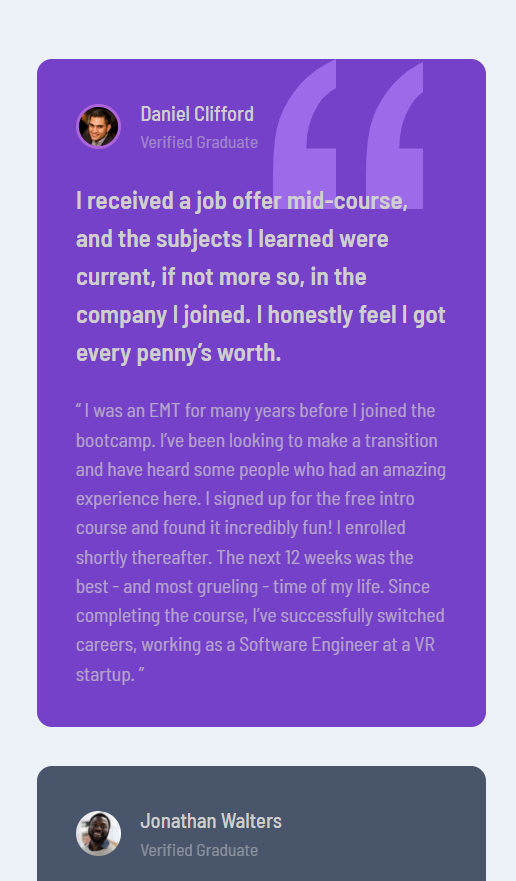 Daniel Clifford
Verified Graduate
I received a job offer mid-course,
and the subjects I learned were
current, if not more so, in the
company I joined. I honestly feel I got
every penny’s worth.
“ I was an EMT for many years before I joined the
bootcamp. I’ve been looking to make a transition
and have heard some people who had an amazing
experience here. I signed up for the free intro
course and found it incredibly fun! I enrolled
shortly thereafter. The next 12 weeks was the
best - and most grueling - time of my life. Since
completing the course, I’ve successfully switched
careers, working as a Software Engineer at a VR
startup. ”
Jonathan Walters
Verified Graduate